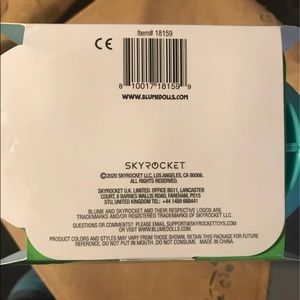 Item# 18159
CE
8 10017 18159 9
WWW.BLUMEDOLLS.COM
SKYROCKET
©2020 SKYROCKET LLC, LOS ANGELES, CA 90066.
ALL RIGHTS RESERVED.
SKYROCKET U.K. LIMITED. OFFICE BG11, LANCASTER
COURT, 8 BARNES WALLIS ROAD, FAREHAM, PO15
5TU, UNITED KINGDOM TEL: +44 1489 668441
BLUME AND SKYROCKET AND THEIR RESPECTIVE LOGOS ARE
TRADEMARKS AND/OR REGISTERED TRADEMARKS OF SKYROCKET LLC.
QUESTIONS OR COMMENTS? PLEASE EMAIL SUPPORT@SKYROCKETTOYS.COM
OR VISIT WWW.BLUMEDOLLS.COM.
PRODUCT COLORS AND STYLES MAY VARY FROM THOSE SHOWN. RETAIN THIS PACKAGE FOR FUTURE
REFERENCE. DO NOT PUT IN MOUTH. DO NOT CONSUME. MADE IN CHINA.